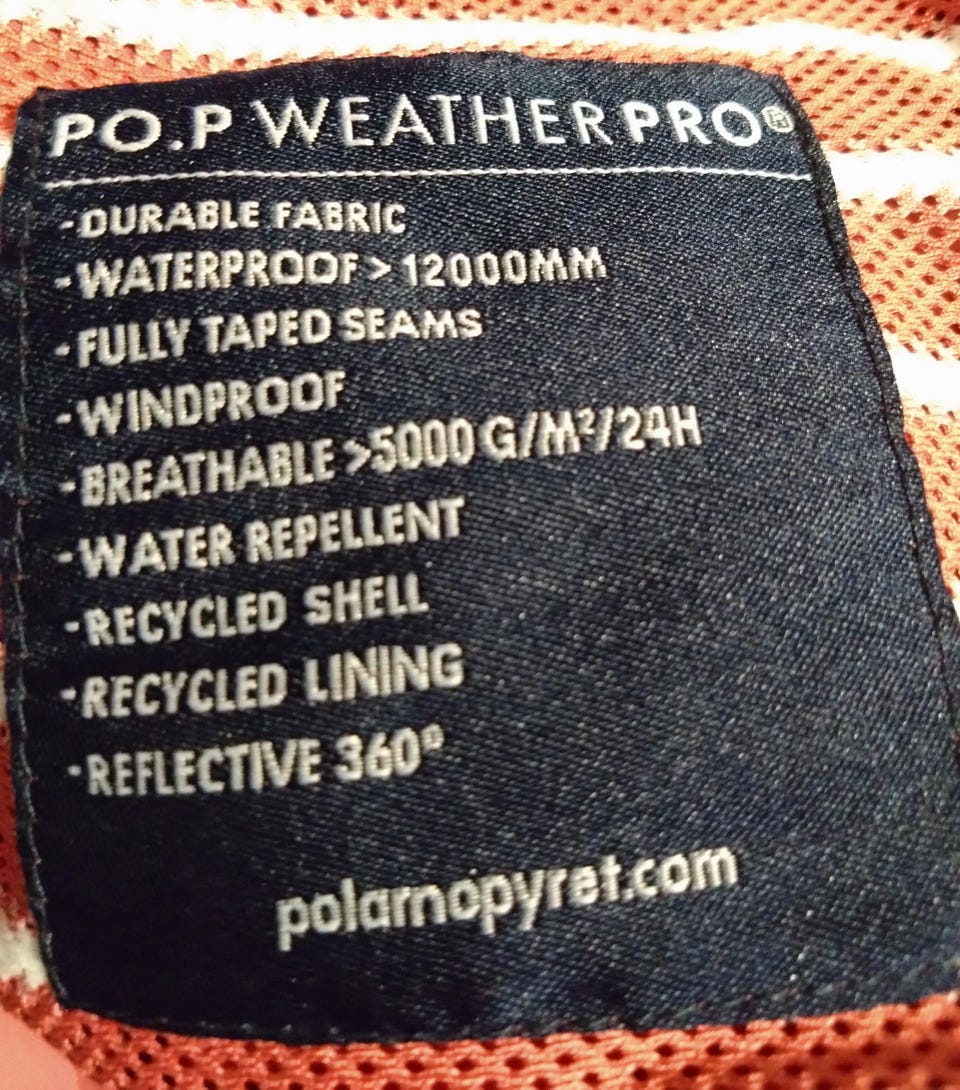 PO.P WEATHERPRO®
-DURABLE FABRIC
-WATERPROOF > 12000MM
-FULLY TAPED SEAMS
-WINDPROOF
-BREATHABLE >5000 G/M²/24H
-WATER REPELLENT
-RECYCLED SHELL
-RECYCLED LINING
-REFLECTIVE 360°
polarnopyret.com